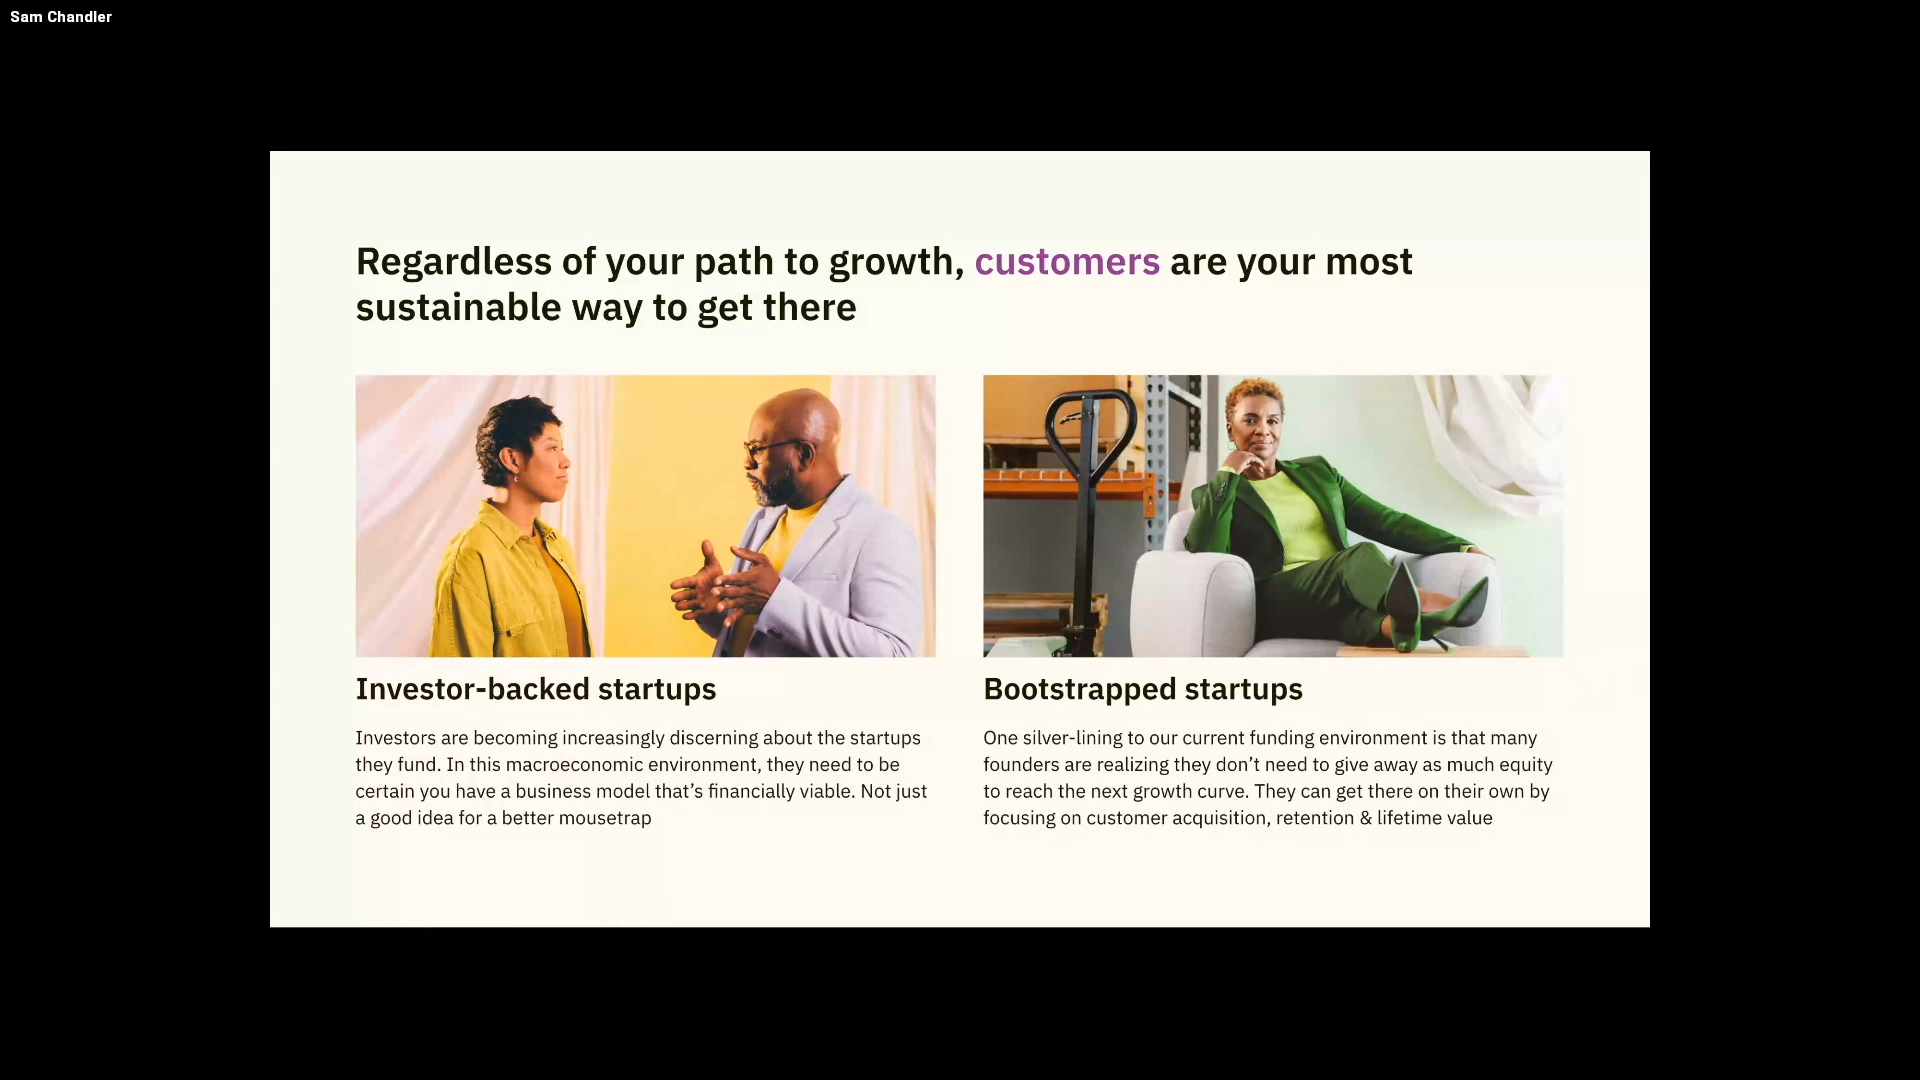 Sam Chandler
Regardless of your path to growth, customers are your most
sustainable way to get there
Investor-backed startups
Investors are becoming increasingly discerning about the startups
they fund. In this macroeconomic environment, they need to be
certain you have a business model that’s financially viable. Not just
a good idea for a better mousetrap
Bootstrapped startups
One silver-lining to our current funding environment is that many
founders are realizing they don’t need to give away as much equity
to reach the next growth curve. They can get there on their own by
focusing on customer acquisition, retention & lifetime value